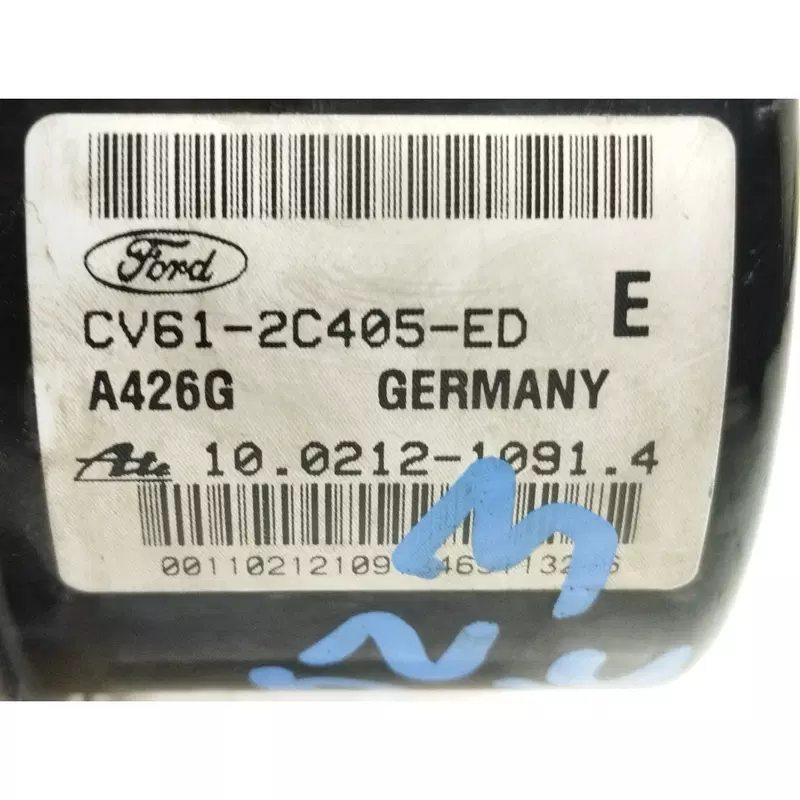 Ford
CV61-2C405-ED E
A426G GERMANY
Ate 10.0212-1091.4